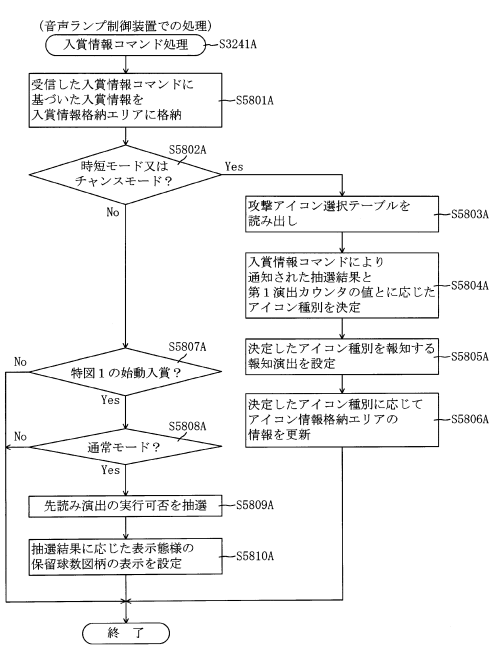 (音声ランプ制御装置での処理)
入賞情報コマンド処理
S3241A
受信した入賞情報コマンドに
基づいた入賞情報を
入賞情報格納エリアに格納
S5801A
S5802A
時短モード又は
チャンスモード?
Yes
No
攻撃アイコン選択テーブルを
読み出し
S5803A
入賞情報コマンドにより
通知された抽選結果と
第1演出カウンタの値とに応じた
アイコン種別を決定
S5804A
決定したアイコン種別を報知する
報知演出を設定
S5805A
決定したアイコン種別に応じて
アイコン情報格納エリアの
情報を更新
S5806A
S5807A
特図1の始動入賞?
No
Yes
S5808A
通常モード?
No
Yes
先読み演出の実行可否を抽選
S5809A
抽選結果に応じた表示態様の
保留球数図柄の表示を設定
S5810A
終 了